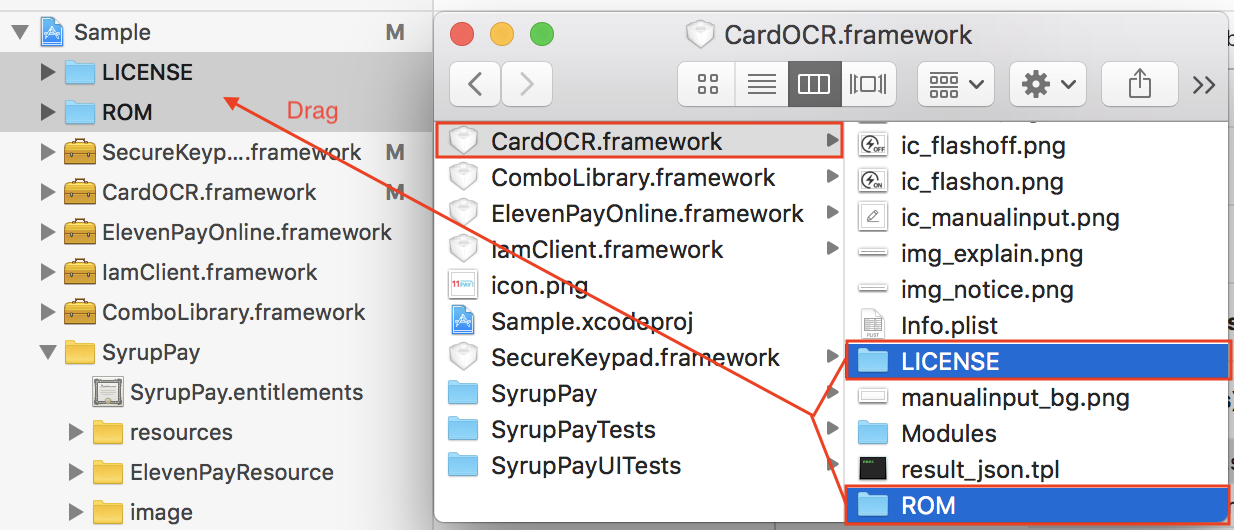 Sample M
LICENSE
ROM
Drag
SecureKeyp....framework M
CardOCR.framework M
ElevenPayOnline.framework
IamClient.framework
ComboLibrary.framework
SyrupPay
SyrupPay.entitlements
resources
ElevenPayResource
image
CardOCR.framework
CardOCR.framework
ComboLibrary.framework
ElevenPayOnline.framework
IamClient.framework
icon.png
Sample.xcodeproj
SecureKeypad.framework
SyrupPay
SyrupPayTests
SyrupPayUITests
ic_flashoff.png
ic_flashon.png
ic_manualinput.png
img_explain.png
img_notice.png
Info.plist
LICENSE
manualinput_bg.png
Modules
result_json.tpl
ROM